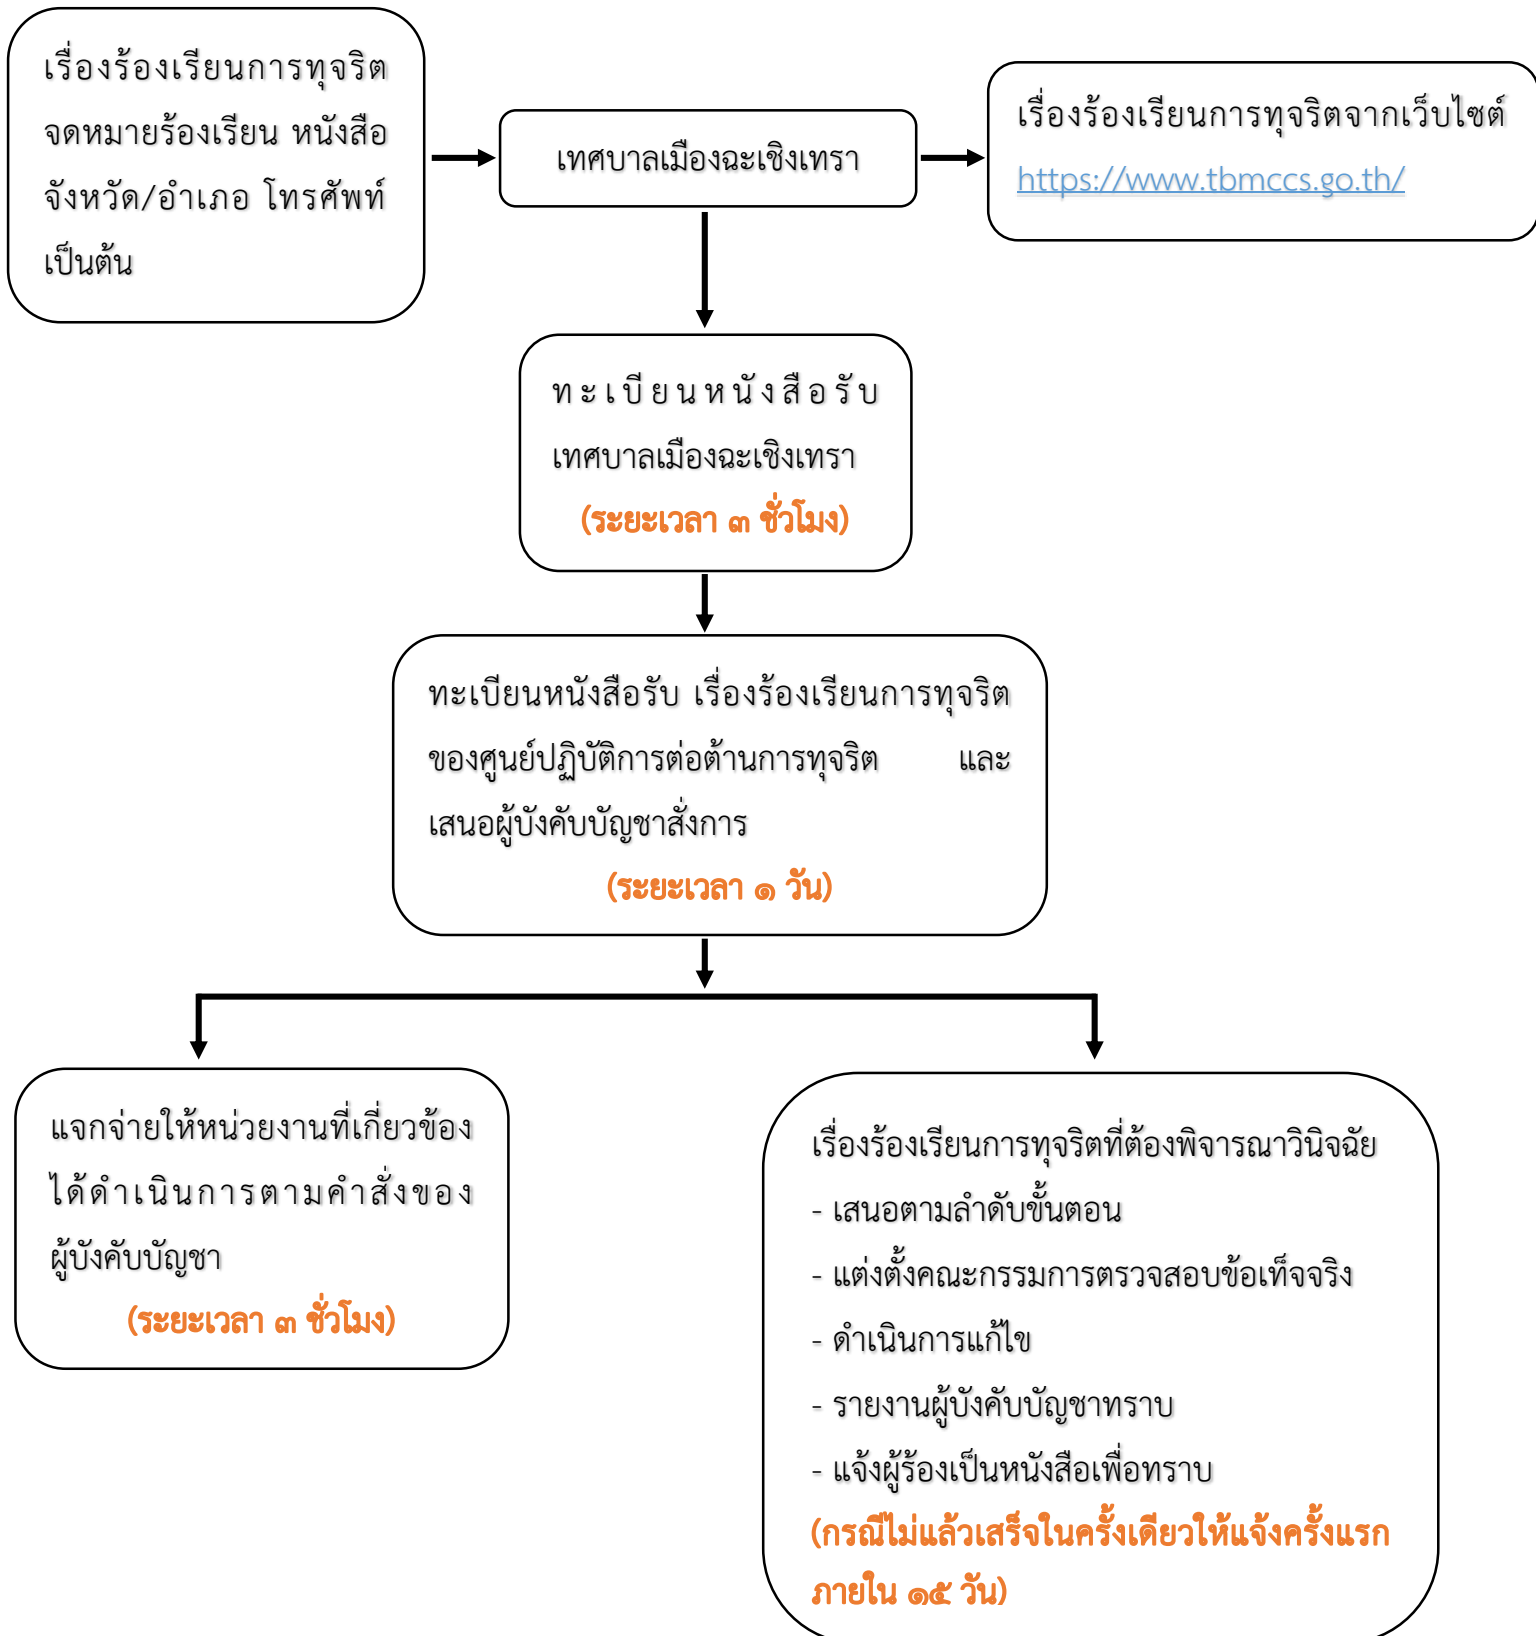 เรื่องร้องเรียนการทุจริต
จดหมายร้องเรียน หนังสือ
จังหวัด/อำเภอ โทรศัพท์
เป็นต้น
เทศบาลเมืองฉะเชิงเทรา
เรื่องร้องเรียนการทุจริตจากเว็บไซต์
https://www.tbmccs.go.th/
ทะเบียนหนังสือรับ
เทศบาลเมืองฉะเชิงเทรา
(ระยะเวลา ๓ ชั่วโมง)
ทะเบียนหนังสือรับ เรื่องร้องเรียนการทุจริต
ของศูนย์ปฏิบัติการต่อต้านการทุจริต และ
เสนอผู้บังคับบัญชาสั่งการ
(ระยะเวลา ๑ วัน)
แจกจ่ายให้หน่วยงานที่เกี่ยวข้อง
ได้ดำเนินการตามคำสั่งของ
ผู้บังคับบัญชา
(ระยะเวลา ๓ ชั่วโมง)
เรื่องร้องเรียนการทุจริตที่ต้องพิจารณาวินิจฉัย
- เสนอตามลำดับขั้นตอน
- แต่งตั้งคณะกรรมการตรวจสอบข้อเท็จจริง
- ดำเนินการแก้ไข
- รายงานผู้บังคับบัญชาทราบ
- แจ้งผู้ร้องเป็นหนังสือเพื่อทราบ
(กรณีไม่แล้วเสร็จในครั้งเดียวให้แจ้งครั้งแรก
ภายใน ๑๕ วัน)